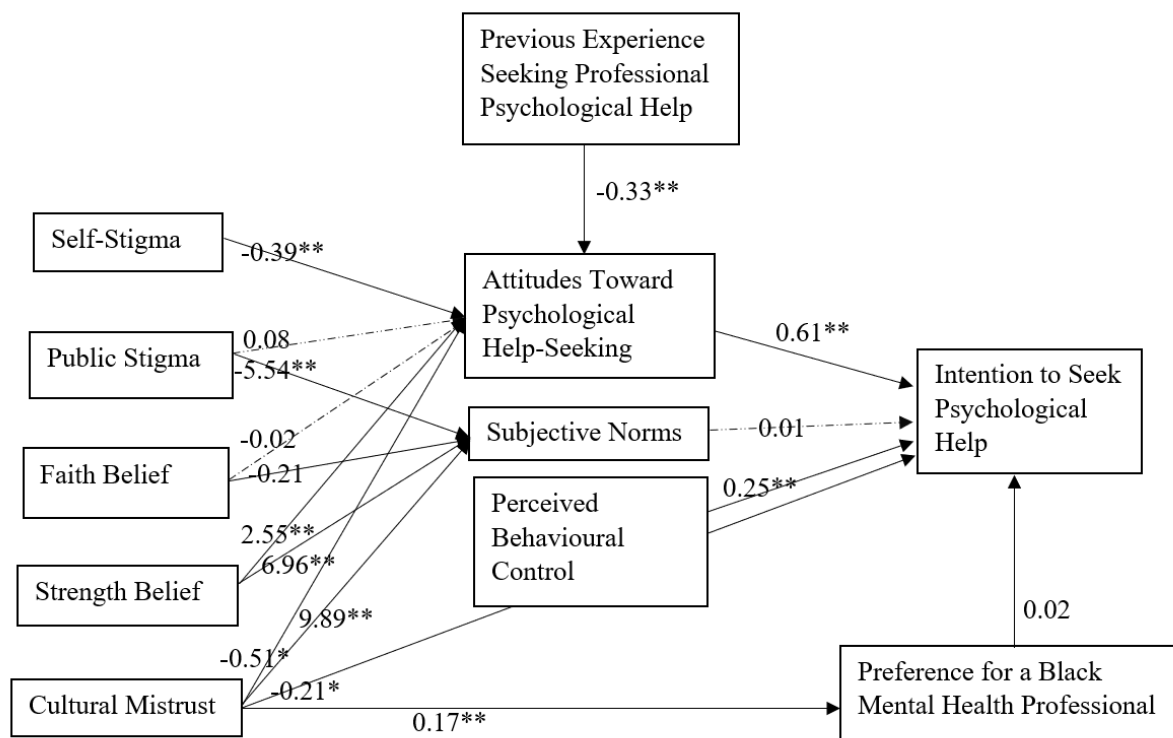 Previous Experience
Seeking Professional
Psychological Help
-0.33**
Self-Stigma
-0.39**
Attitudes Toward
Psychological
Help-Seeking
0.61**
Public Stigma
0.08
-5.54**
Intention to Seek
Psychological
Help
Subjective Norms
0.01
Faith Belief
-0.02
-0.21
Perceived
Behavioural
Control
0.25**
Strength Belief
2.55**
6.96**
9.89**
0.02
Cultural Mistrust
-0.51*
-0.21*
0.17**
Preference for a Black
Mental Health Professional